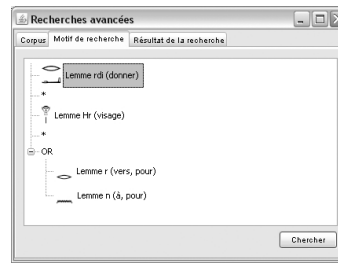 Recherches avancées
Corpus Motif de recherche Résultat de la recherche
Lemme rdi (donner)
*
Lemme Hr (visage)
*
OR
Lemme r (vers, pour)
Lemme n (à, pour)
Chercher